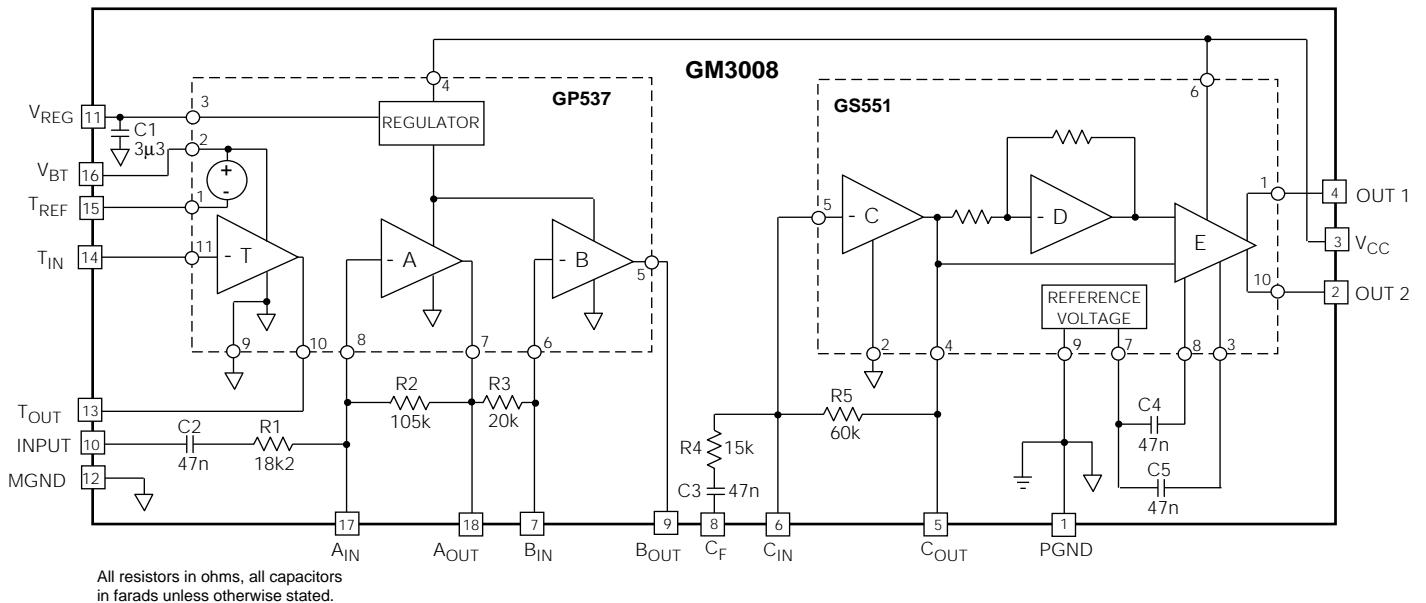 GM3008
GP537
GS551
4
6
3
REGULATOR
V_REG
11
C1
3µ3
2
+
-
V_BT
16
1
T_REF
15
11
- T
T_IN
14
- A
- B
5
5
- C
- D
E
1
4
OUT 1
3
V_CC
10
2
OUT 2
REFERENCE
VOLTAGE
9
10
8
7
6
2
4
9
7
8
3
T_OUT
13
INPUT
10
C2
47n
R1
18k2
R2
105k
R3
20k
R4
15k
C3
47n
R5
60k
C4
47n
C5
47n
MGND
12
17
18
7
9
8
6
5
1
A_IN
A_OUT
B_IN
B_OUT
C_F
C_IN
C_OUT
PGND
All resistors in ohms, all capacitors
in farads unless otherwise stated.